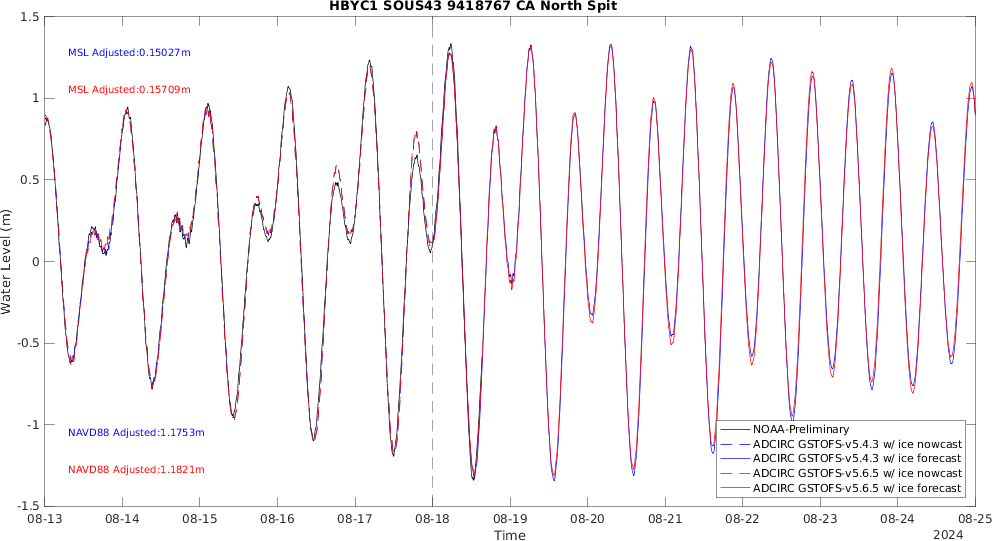 HBYC1 SOUS43 9418767 CA North Spit
1.5
1
0.5
0
-0.5
-1
-1.5
Water Level (m)
MSL Adjusted:0.15027m
MSL Adjusted:0.15709m
NAVD88 Adjusted:1.1753m
NAVD88 Adjusted:1.1821m
NOAA-Preliminary
ADCIRC GSTOFS-v5.4.3 w/ ice nowcast
ADCIRC GSTOFS-v5.4.3 w/ ice forecast
ADCIRC GSTOFS-v5.6.5 w/ ice nowcast
ADCIRC GSTOFS-v5.6.5 w/ ice forecast
08-13 08-14 08-15 08-16 08-17 08-18 08-19 08-20 08-21 08-22 08-23 08-24 08-25
Time
2024